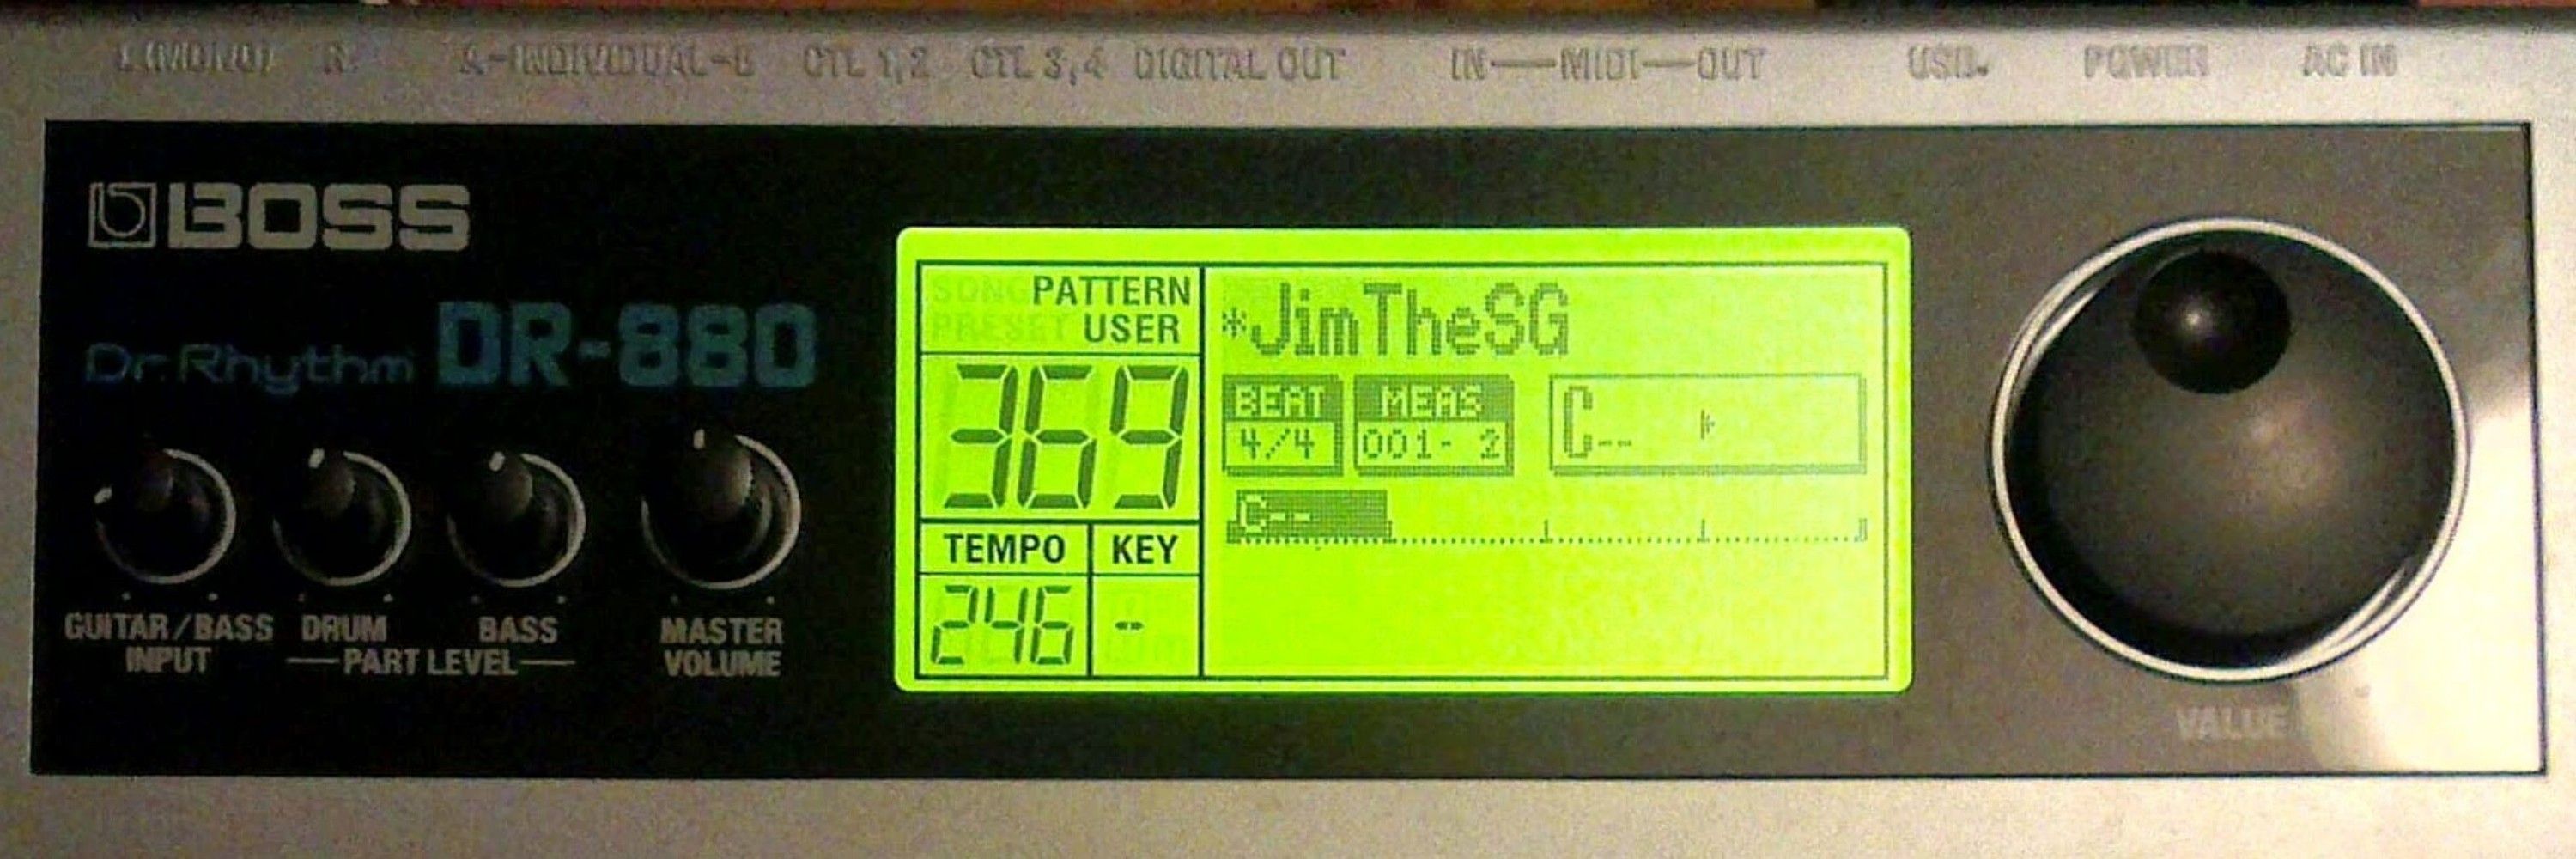 L (MONO) R A-INDIVIDUAL-B CTL 1,2 CTL 3,4 DIGITAL OUT IN—MIDI—OUT USB POWER AC IN
BOSS
Dr. Rhythm DR-880
GUITAR/BASS
INPUT
DRUM BASS
PART LEVEL
MASTER
VOLUME
SONG PATTERN
PRESET USER
369
TEMPO KEY
246 -
*JimTheSG
BEAT MEAS
4/4 001- 2
C--
C--
VALUE